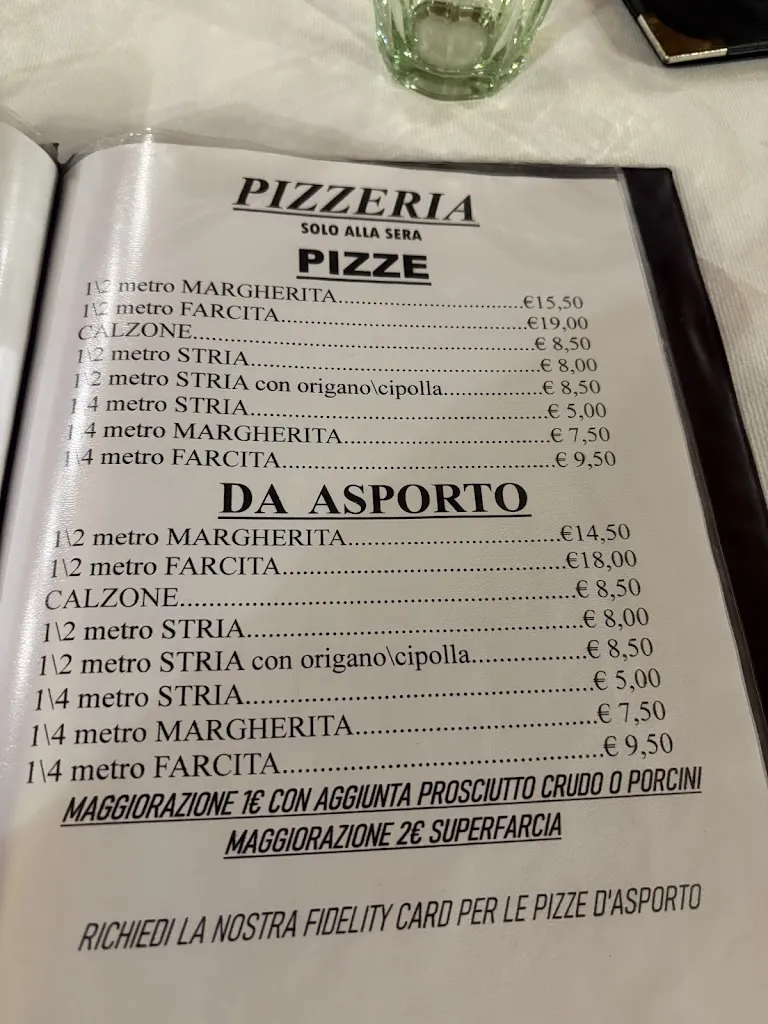 PIZZERIA
SOLO ALLA SERA
PIZZE
1\2 metro MARGHERITA..............................€15,50
1\2 metro FARCITA........................................€19,00
CALZONE......................................................€ 8,50
1\2 metro STRIA.............................................€ 8,00
1\2 metro STRIA con origano\cipolla...............€ 8,50
1\4 metro STRIA.............................................€ 5,00
1\4 metro MARGHERITA...............................€ 7,50
1\4 metro FARCITA........................................€ 9,50
DA ASPORTO
1\2 metro MARGHERITA..............................€14,50
1\2 metro FARCITA........................................€18,00
CALZONE......................................................€ 8,50
1\2 metro STRIA.............................................€ 8,00
1\2 metro STRIA con origano\cipolla...............€ 8,50
1\4 metro STRIA.............................................€ 5,00
1\4 metro MARGHERITA...............................€ 7,50
1\4 metro FARCITA........................................€ 9,50
MAGGIORAZIONE 1€ CON AGGIUNTA PROSCIUTTO CRUDO O PORCINI
MAGGIORAZIONE 2€ SUPERFARCIA
RICHIEDI LA NOSTRA FIDELITY CARD PER LE PIZZE D'ASPORTO